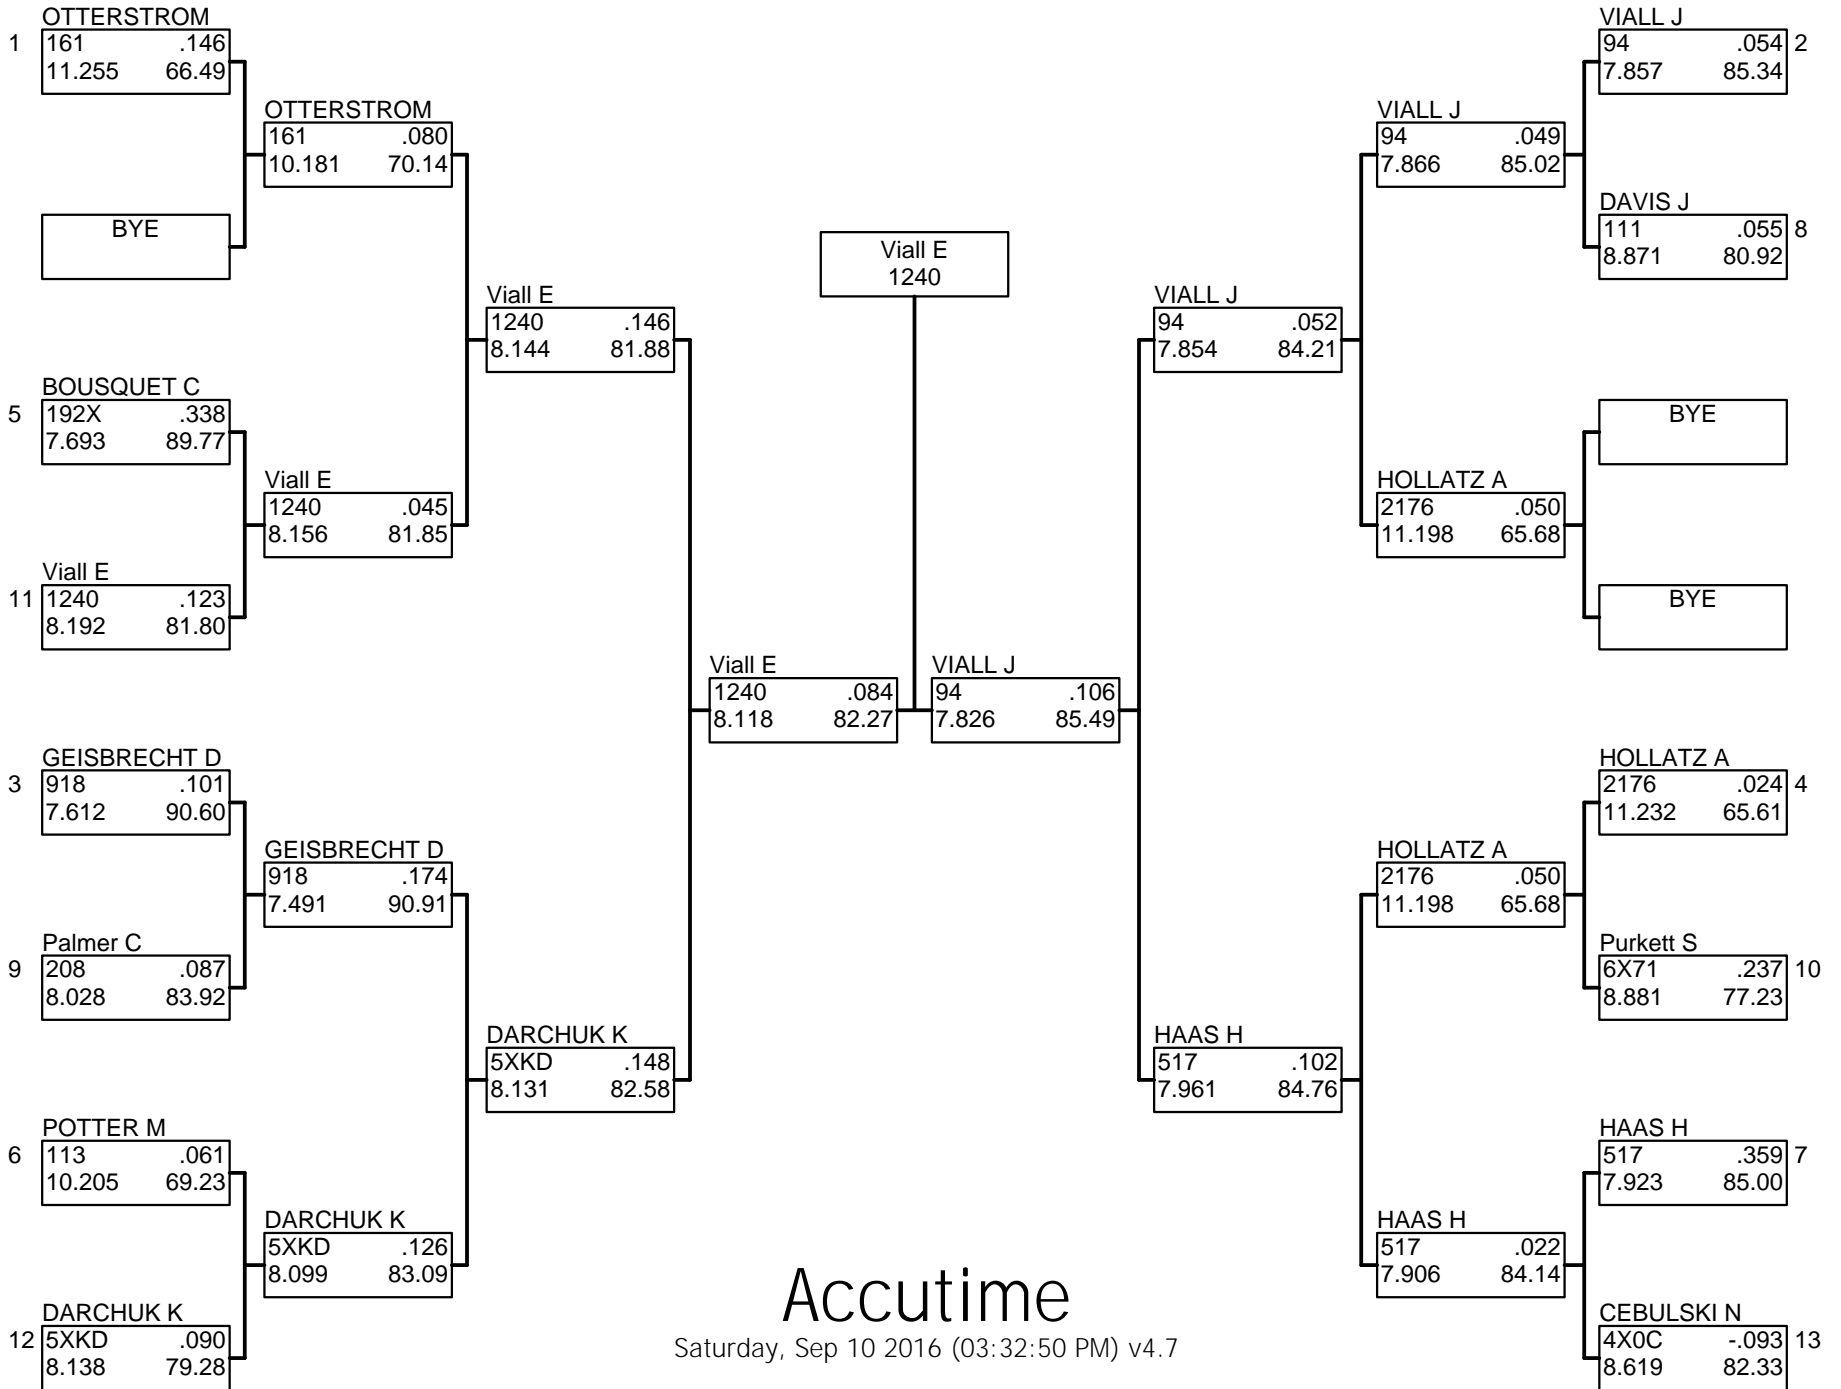 OTTERSTROM
1 161 .146
11.255 66.49
BYE
BOUSQUET C
5 192X .338
7.693 89.77
Viall E
11 1240 .123
8.192 81.80
GEISBRECHT D
3 918 .101
7.612 90.60
Palmer C
9 208 .087
8.028 83.92
POTTER M
6 113 .061
10.205 69.23
DARCHUK K
12 5XKD .090
8.138 79.28
OTTERSTROM
161 .080
10.181 70.14
Viall E
1240 .045
8.156 81.85
GEISBRECHT D
918 .174
7.491 90.91
DARCHUK K
5XKD .126
8.099 83.09
Viall E
1240 .146
8.144 81.88
DARCHUK K
5XKD .148
8.131 82.58
Viall E
1240 .084
8.118 82.27
Viall E
1240
VIALL J
94 .106
7.826 85.49
VIALL J
94 .052
7.854 84.21
HAAS H
517 .102
7.961 84.76
VIALL J
94 .049
7.866 85.02
HOLLATZ A
2176 .050
11.198 65.68
HOLLATZ A
2176 .050
11.198 65.68
HAAS H
517 .022
7.906 84.14
VIALL J
94 .054 2
7.857 85.34
DAVIS J
111 .055 8
8.871 80.92
BYE
BYE
HOLLATZ A
2176 .024 4
11.232 65.61
Purkett S
6X71 .237 10
8.881 77.23
HAAS H
517 .359 7
7.923 85.00
CEBULSKI N
4X0C -.093 13
8.619 82.33
Accutime
Saturday, Sep 10 2016 (03:32:50 PM) v4.7